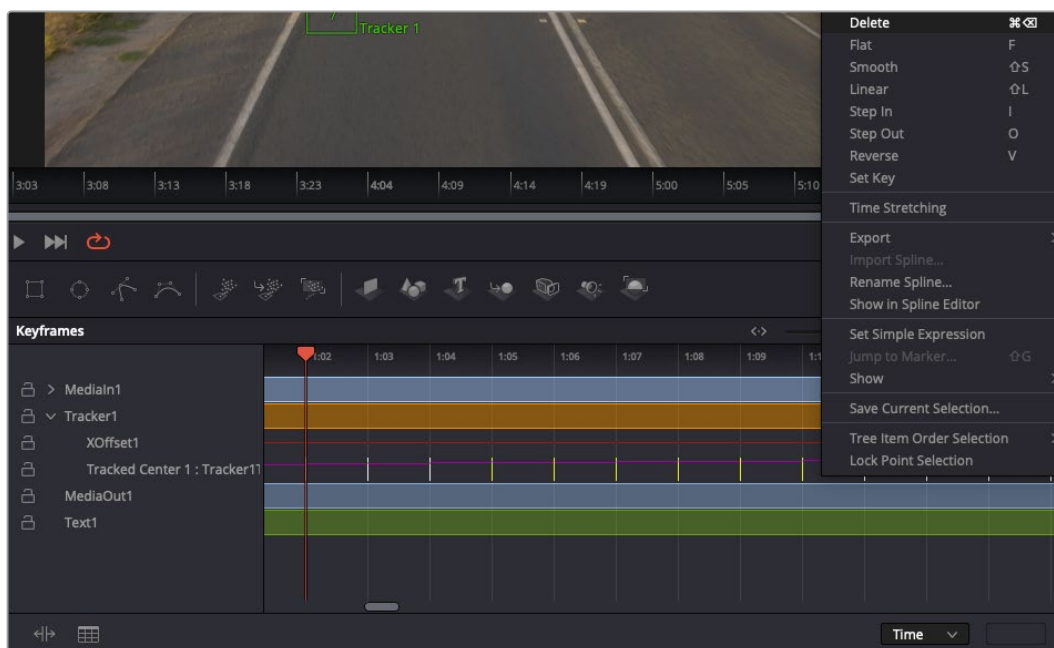 Tracker 1
Delete ⌘⌫
Flat F
Smooth ⇧S
Linear ⇧L
Step In I
Step Out O
Reverse V
Set Key
Time Stretching
Export
Import Spline...
Rename Spline...
Show in Spline Editor
Set Simple Expression
Jump to Marker... ⇧G
Show
Save Current Selection...
Tree Item Order Selection
Lock Point Selection
3:03 3:08 3:13 3:18 3:23 4:04 4:09 4:14 4:19 5:00 5:05 5:10
Keyframes
1:02 1:03 1:04 1:05 1:06 1:07 1:08 1:09
MediaIn1
Tracker1
XOffset1
Tracked Center 1 : Tracker1
MediaOut1
Text1
Time